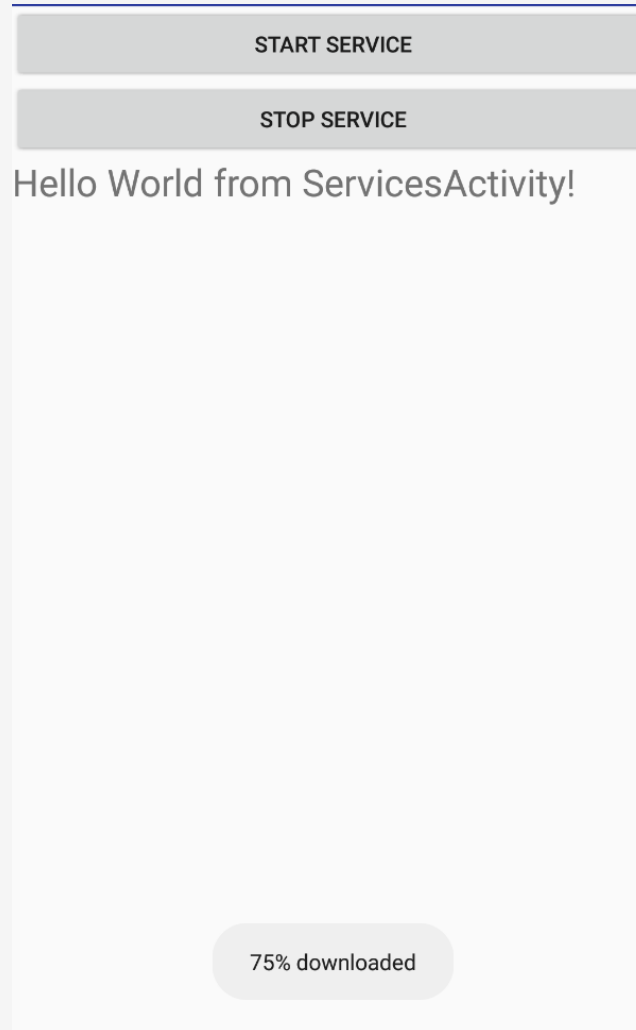 START SERVICE
STOP SERVICE
Hello World from ServicesActivity!
75% downloaded